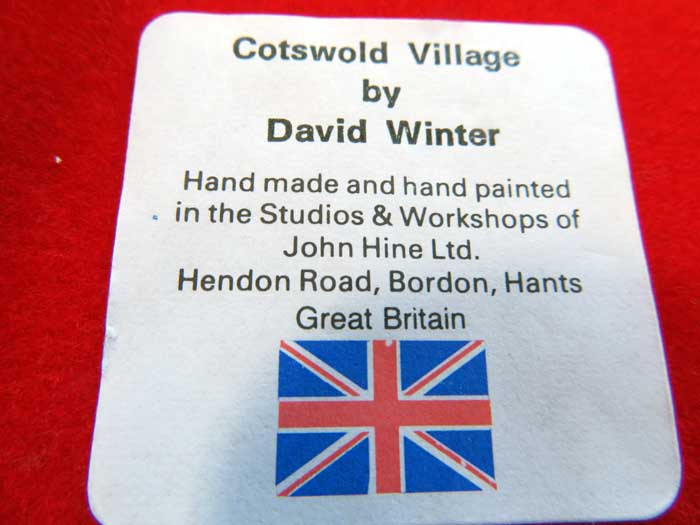 Cotswold Village
by
David Winter
Hand made and hand painted
in the Studios & Workshops of
John Hine Ltd.
Hendon Road, Bordon, Hants
Great Britain